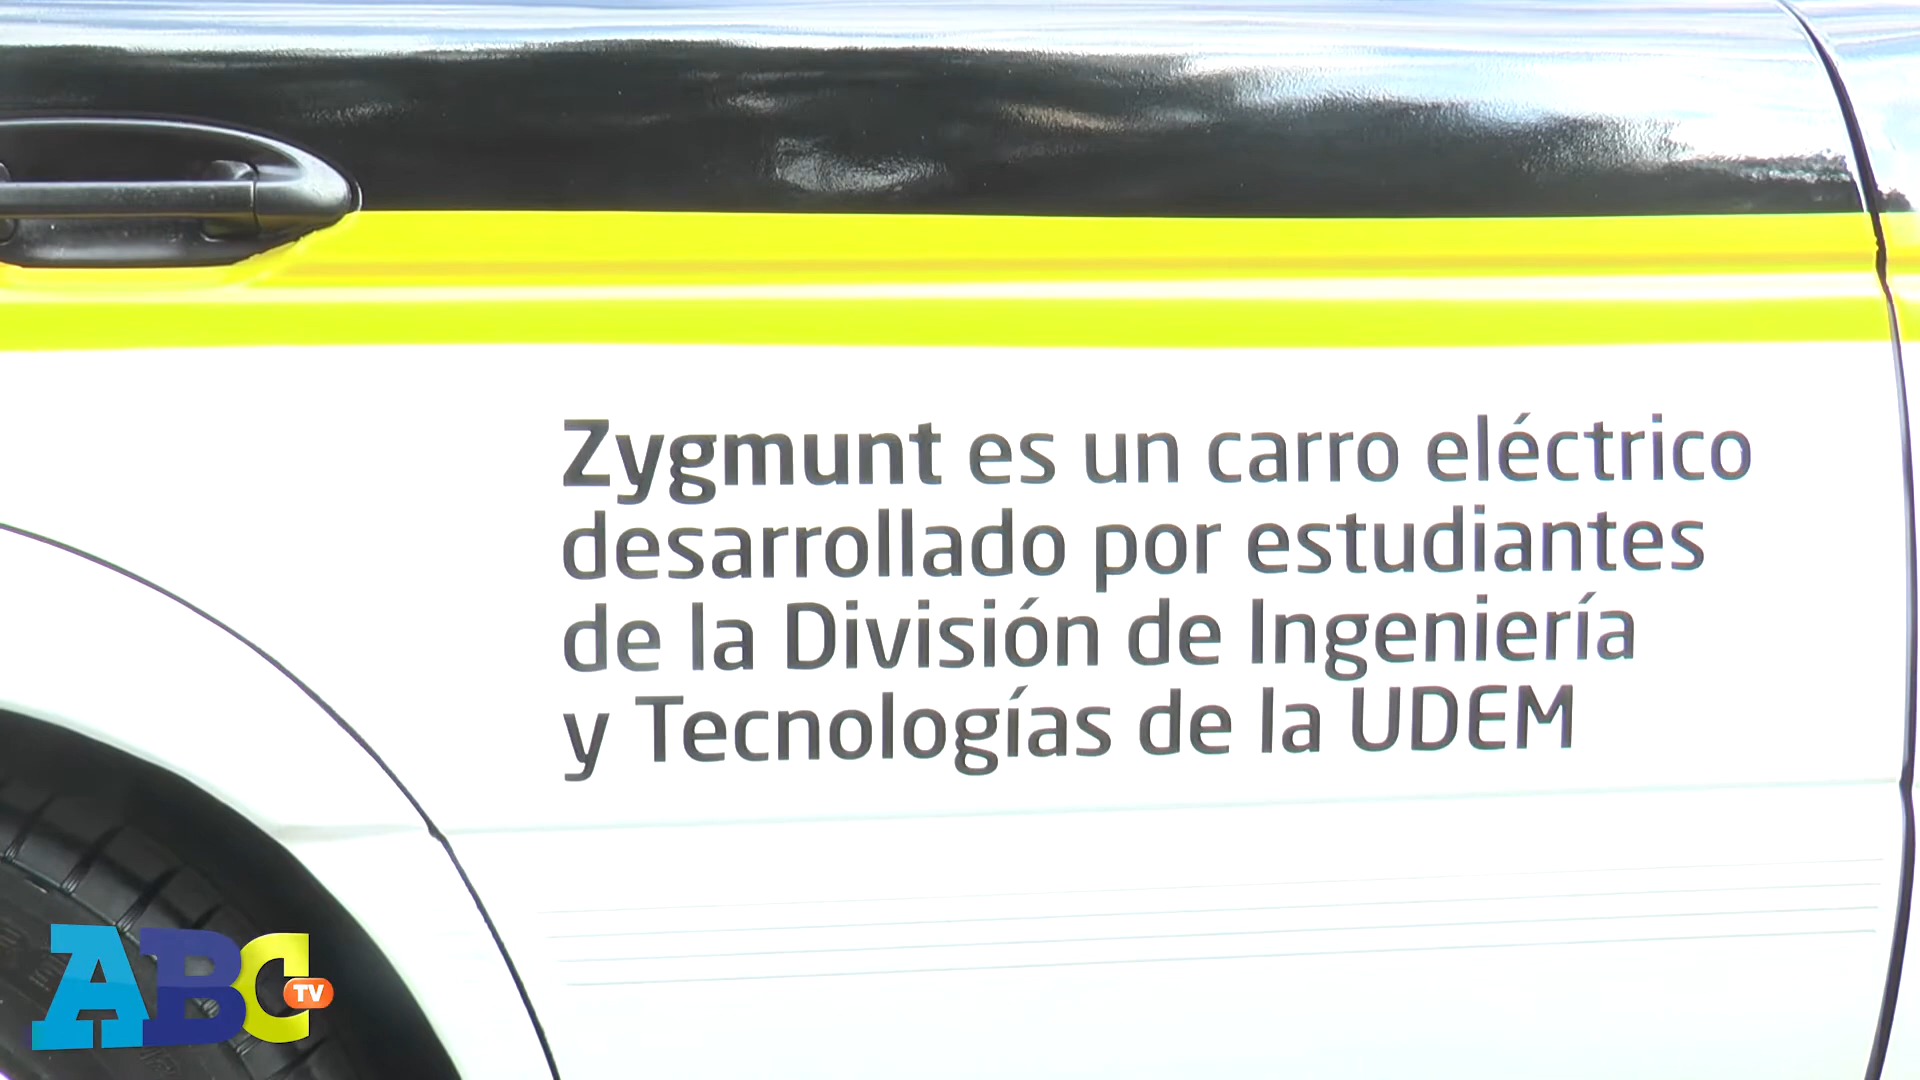 Zygmunt es un carro eléctrico
desarrollado por estudiantes
de la División de Ingeniería
y Tecnologías de la UDEM
ABC TV